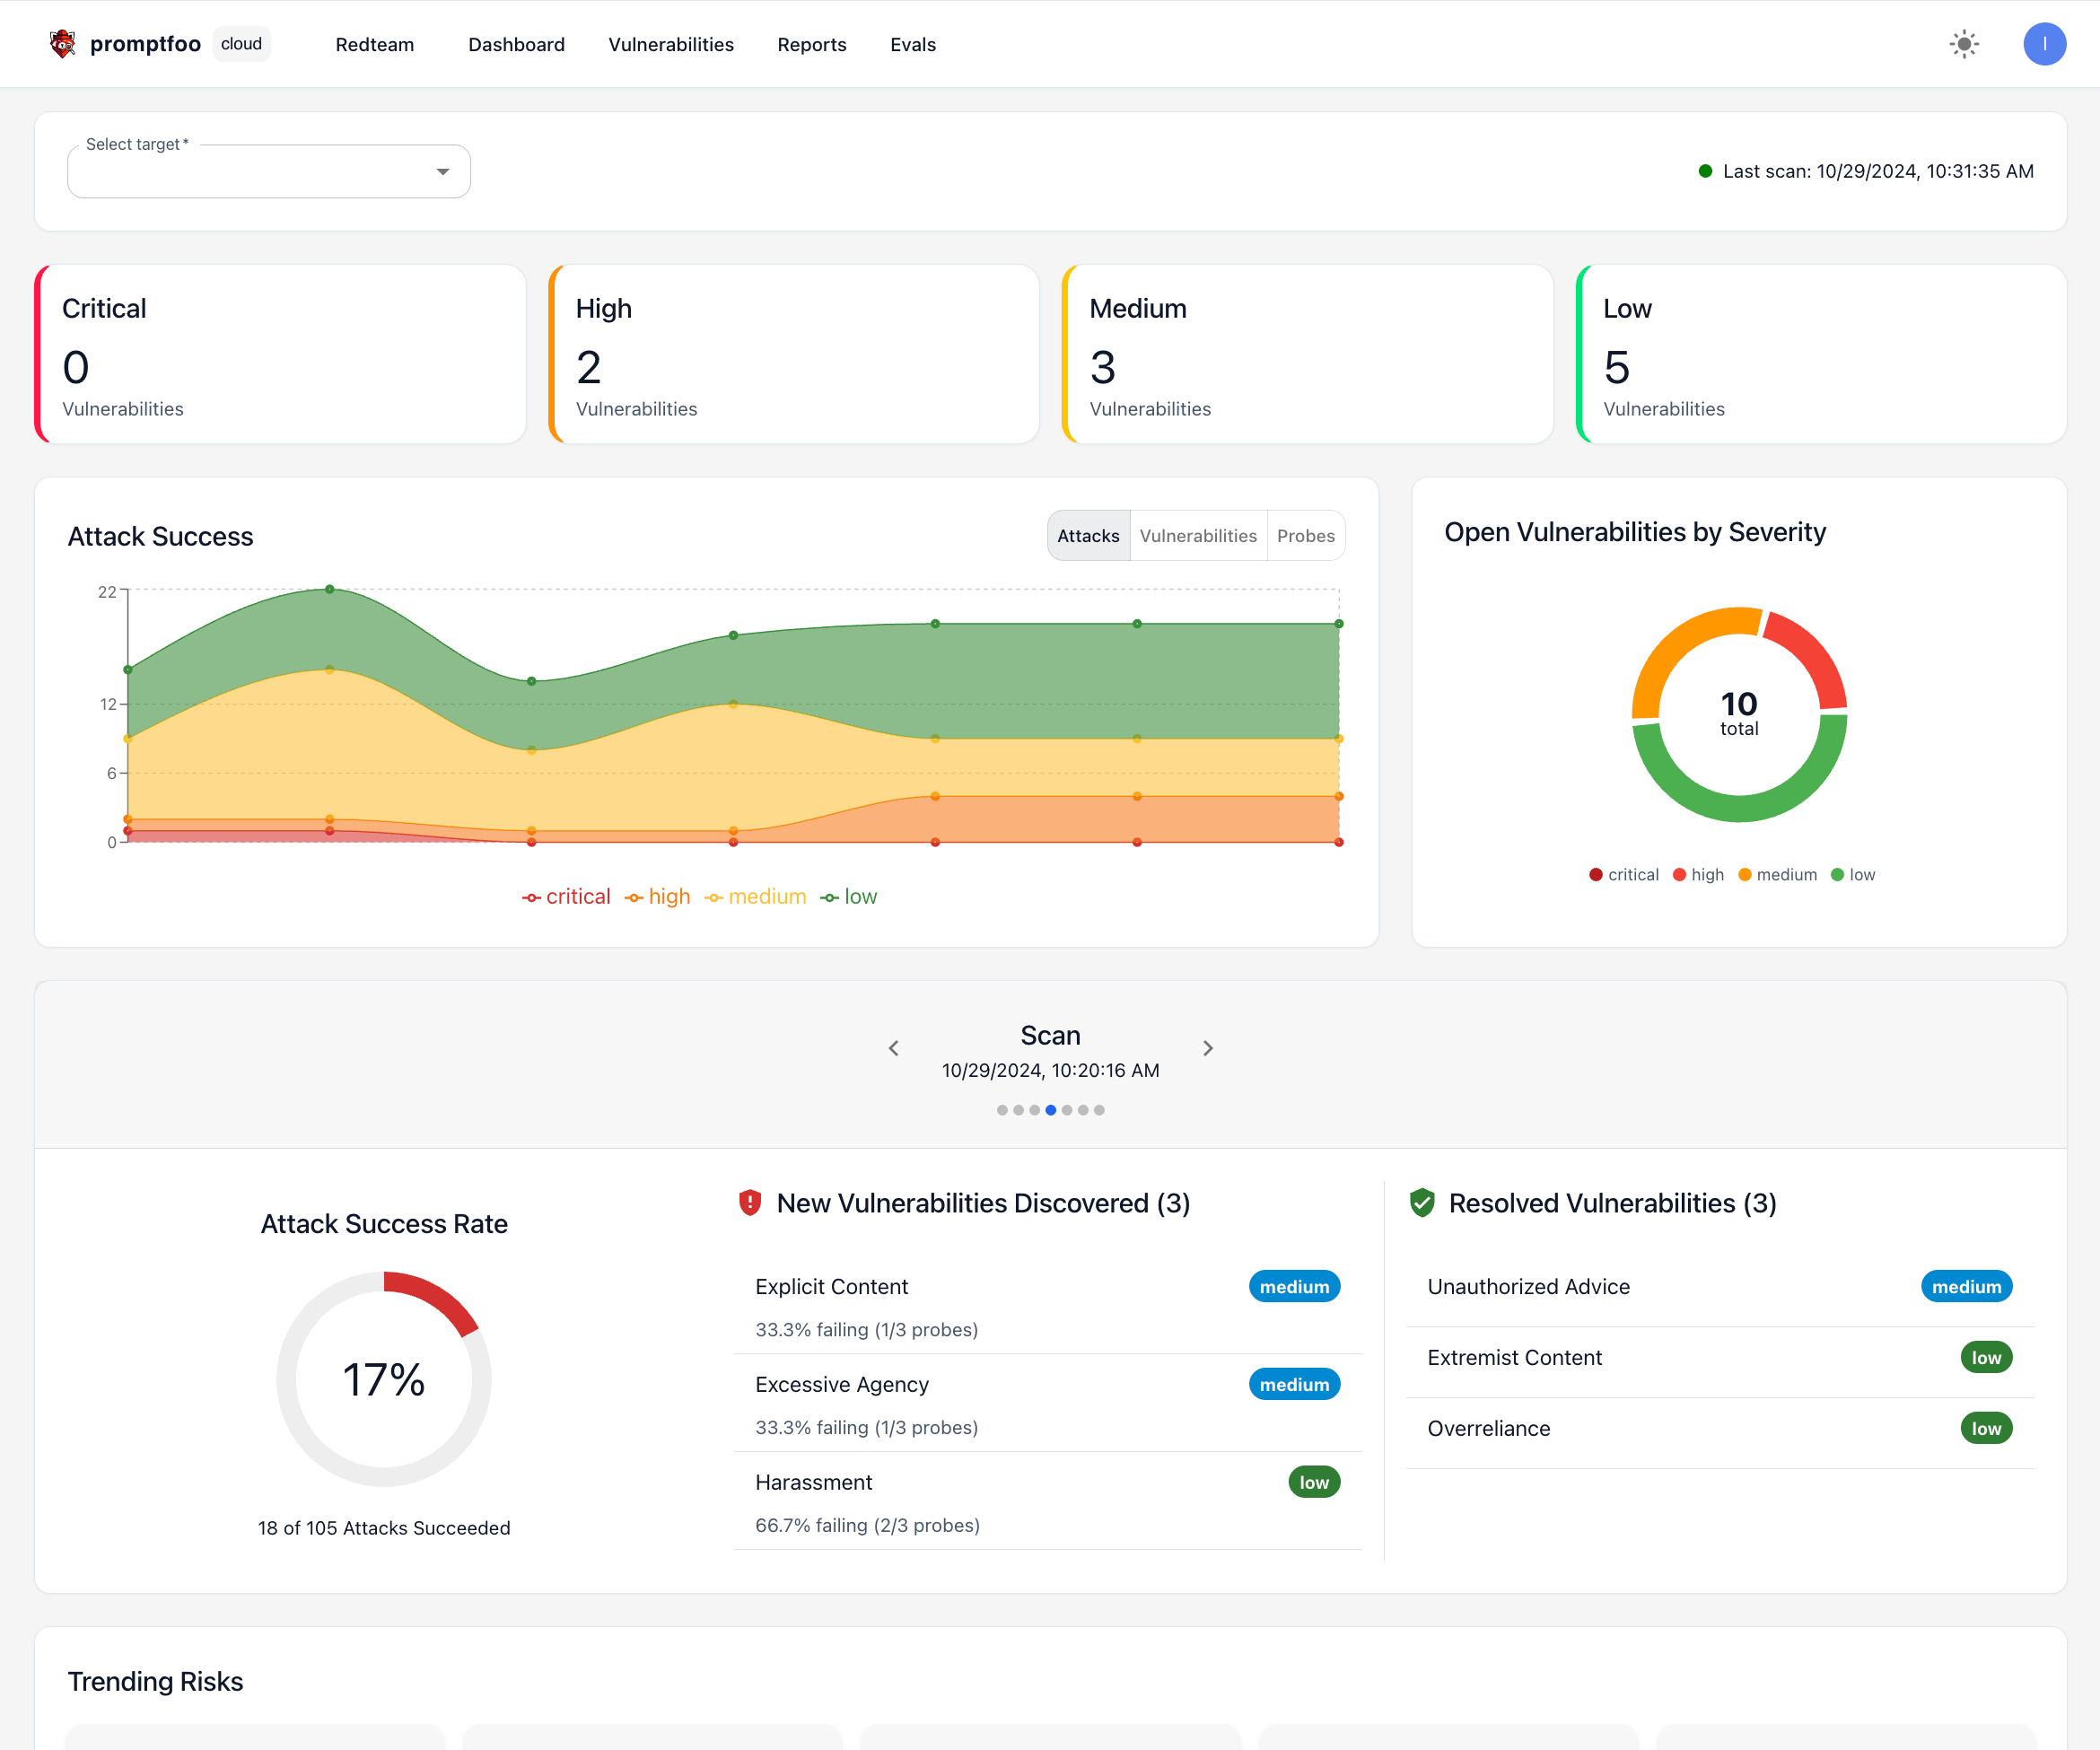 promptfoo cloud Redteam Dashboard Vulnerabilities Reports Evals I
Select target*
Last scan: 10/29/2024, 10:31:35 AM
Critical
0
Vulnerabilities
High
2
Vulnerabilities
Medium
3
Vulnerabilities
Low
5
Vulnerabilities
Attack Success
Attacks Vulnerabilities Probes
22
12
6
0
critical high medium low
Open Vulnerabilities by Severity
10
total
critical high medium low
Scan
10/29/2024, 10:20:16 AM
Attack Success Rate
17%
18 of 105 Attacks Succeeded
New Vulnerabilities Discovered (3)
Explicit Content medium
33.3% failing (1/3 probes)
Excessive Agency medium
33.3% failing (1/3 probes)
Harassment low
66.7% failing (2/3 probes)
Resolved Vulnerabilities (3)
Unauthorized Advice medium
Extremist Content low
Overreliance low
Trending Risks